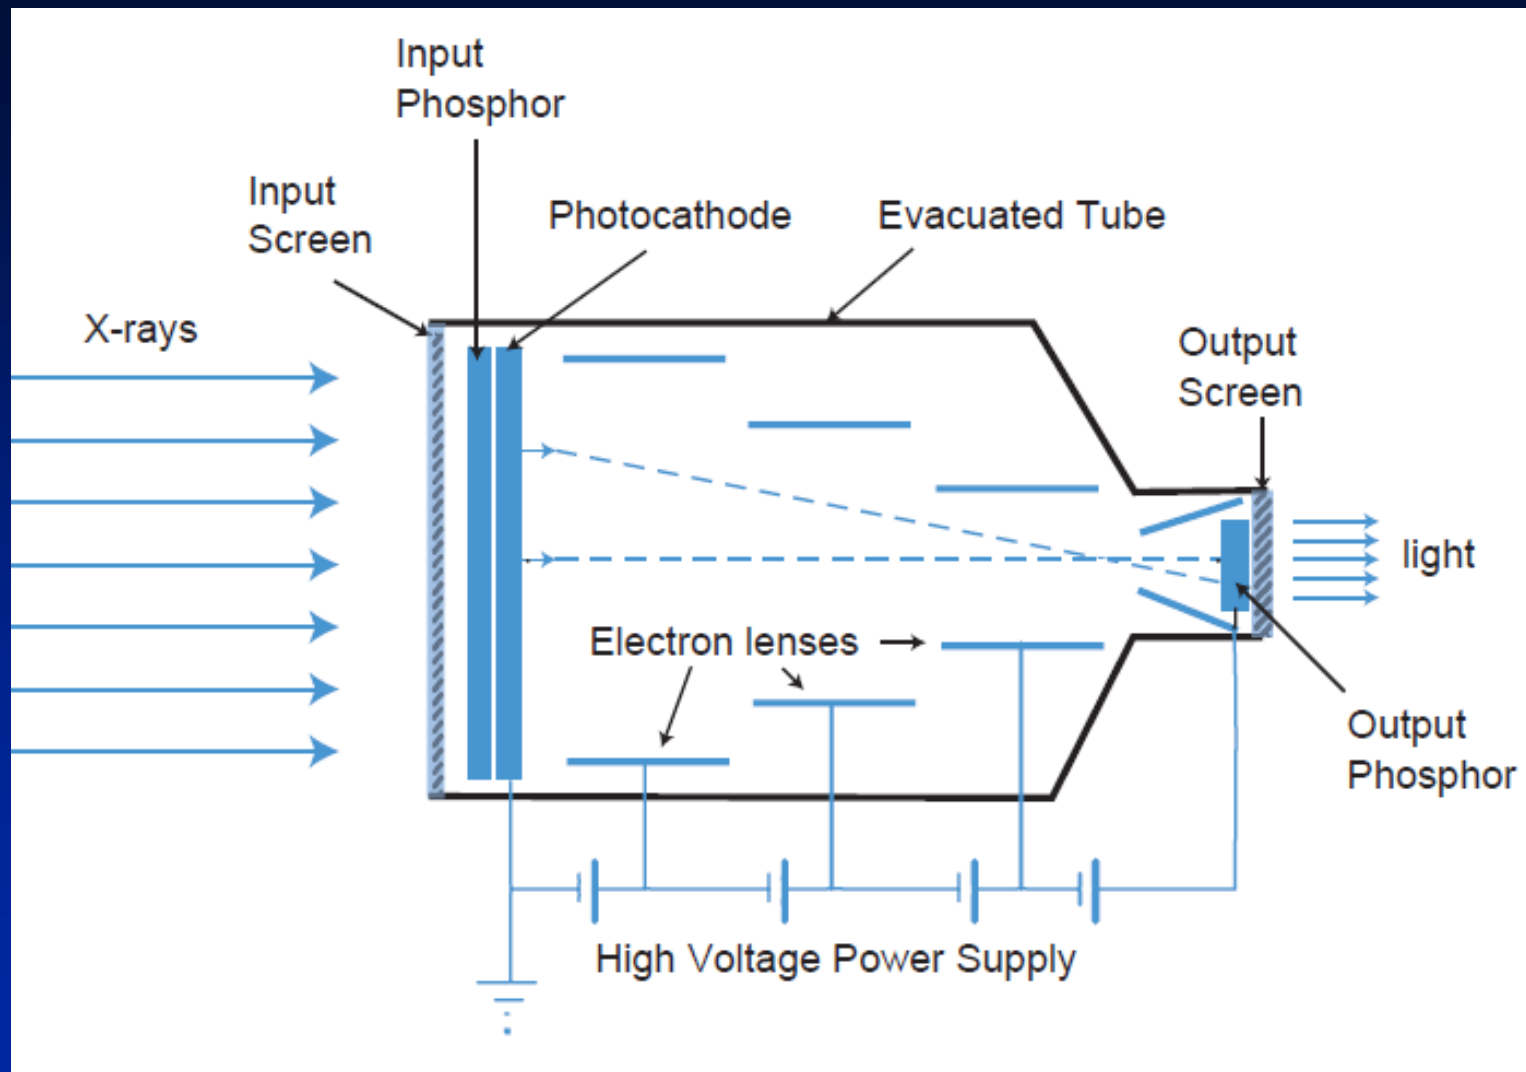 Input
Phosphor
Input
Screen
Photocathode
Evacuated Tube
X-rays
Output
Screen
light
Electron lenses
Output
Phosphor
High Voltage Power Supply